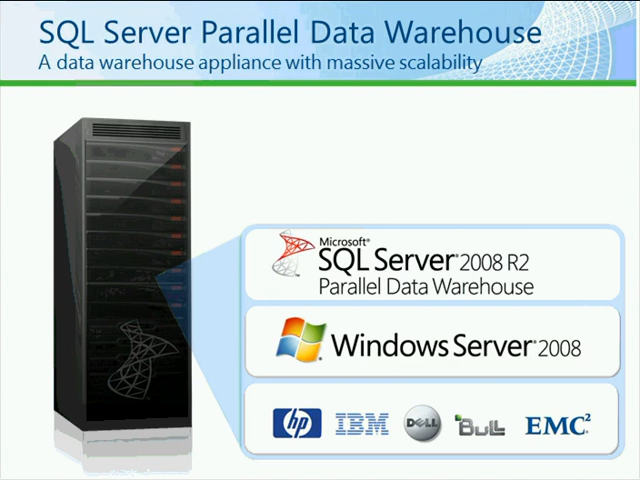 SQL Server Parallel Data Warehouse
A data warehouse appliance with massive scalability
Microsoft®
SQL Server® 2008 R2
Parallel Data Warehouse
Windows Server® 2008
hp IBM DELL Bull EMC²